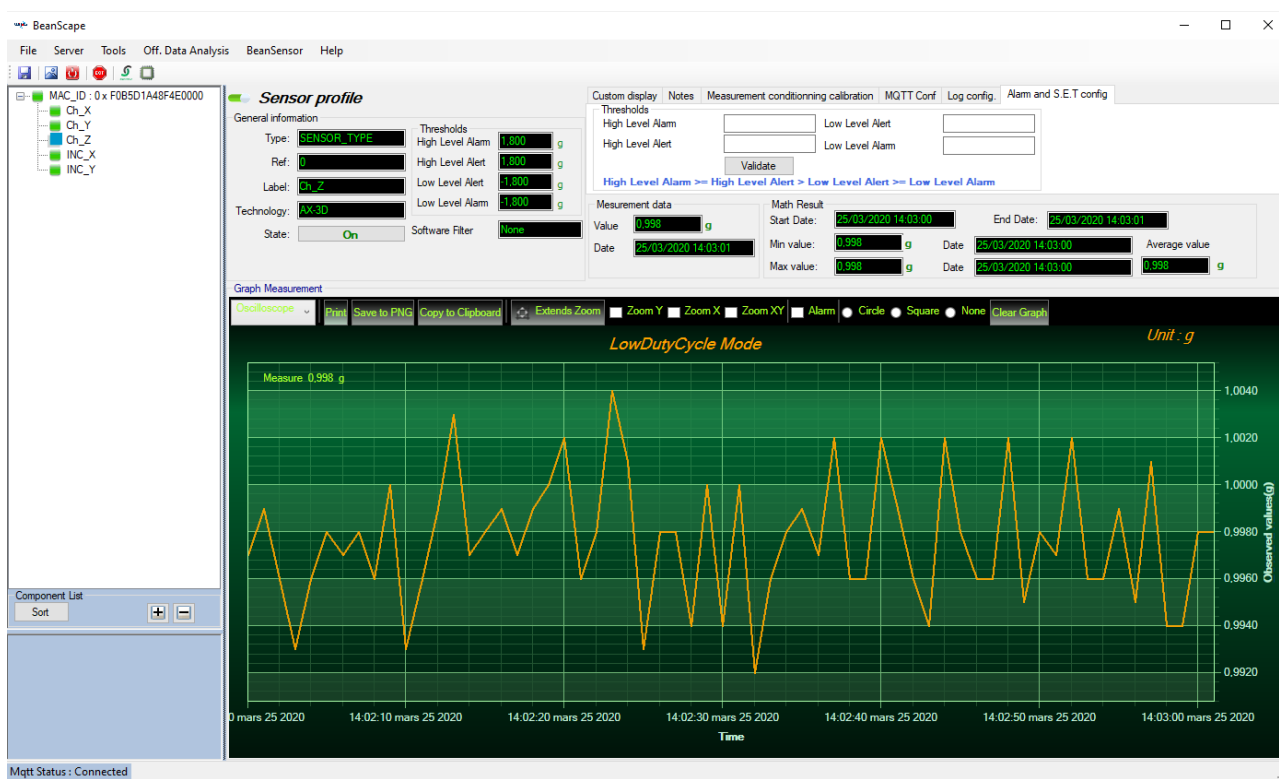 BeanScape
File Server Tools Off. Data Analysis BeanSensor Help
MAC_ID : 0 x F0B5D1A48F4E0000
Ch_X
Ch_Y
Ch_Z
INC_X
INC_Y
Component List
Sort
Sensor profile
General information
Type: SENSOR_TYPE
Ref: 0
Label: Ch_Z
Technology: AX-3D
State: On
Thresholds
High Level Alarm 1,800 g
High Level Alert 1,800 g
Low Level Alert -1,800 g
Low Level Alarm -1,800 g
Software Filter None
Custom display Notes Measurement conditionning calibration MQTT Conf Log config. Alarm and S.E.T config
Thresholds
High Level Alarm Low Level Alert
High Level Alert Low Level Alarm
Validate
High Level Alarm >= High Level Alert > Low Level Alert >= Low Level Alarm
Mesurement data
Value 0,998 g
Date 25/03/2020 14:03:01
Math Result
Start Date: 25/03/2020 14:03:00 End Date: 25/03/2020 14:03:01
Min value: 0,998 g Date 25/03/2020 14:03:00 Average value
Max value: 0,998 g Date 25/03/2020 14:03:00 0,998 g
Graph Measurement
Oscilloscope Print Save to PNG Copy to Clipboard Extends Zoom Zoom Y Zoom X Zoom XY Alarm Circle Square None Clear Graph
LowDutyCycle Mode
Unit : g
Measure 0,998 g
1,0040
1,0020
1,0000
0,9980
0,9960
0,9940
0,9920
Observed values(g)
0 mars 25 2020 14:02:10 mars 25 2020 14:02:20 mars 25 2020 14:02:30 mars 25 2020 14:02:40 mars 25 2020 14:02:50 mars 25 2020 14:03:00 mars 25 2020
Time
Mqtt Status : Connected